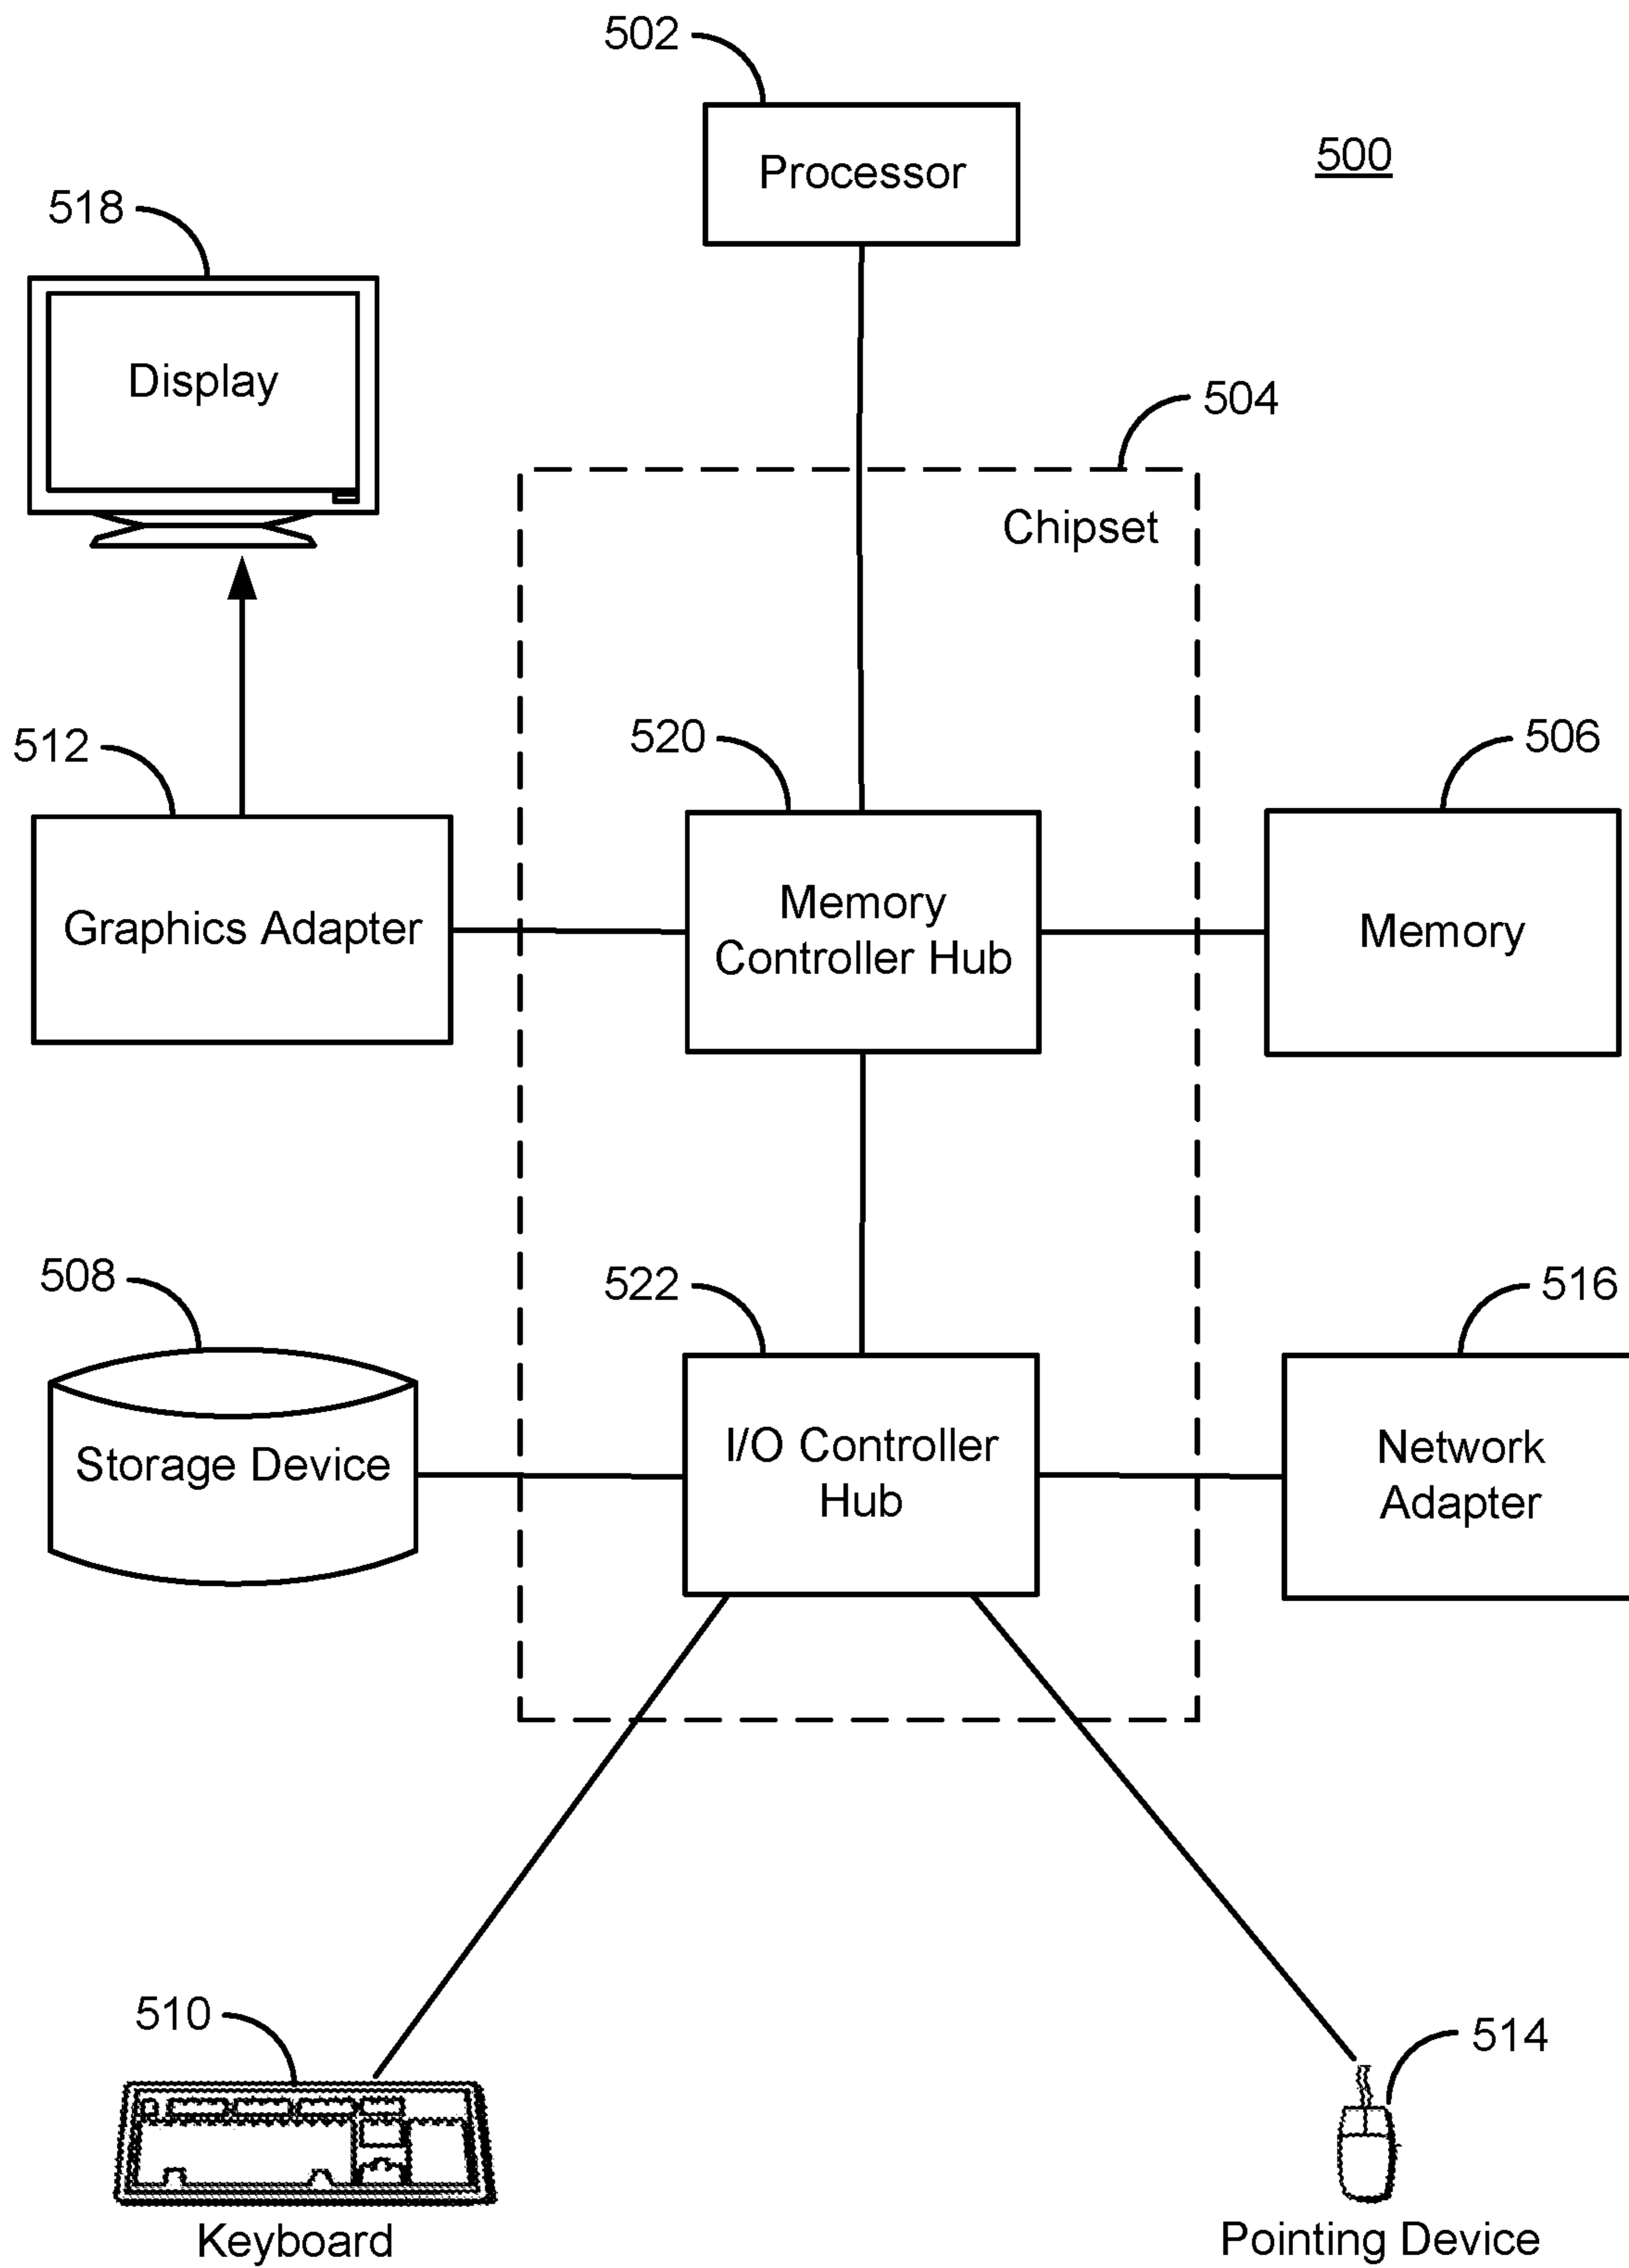 502
Processor
500
518
Display
504
Chipset
512
Graphics Adapter
520
Memory
Controller Hub
506
Memory
508
Storage Device
522
I/O Controller
Hub
516
Network
Adapter
510
Keyboard
514
Pointing Device